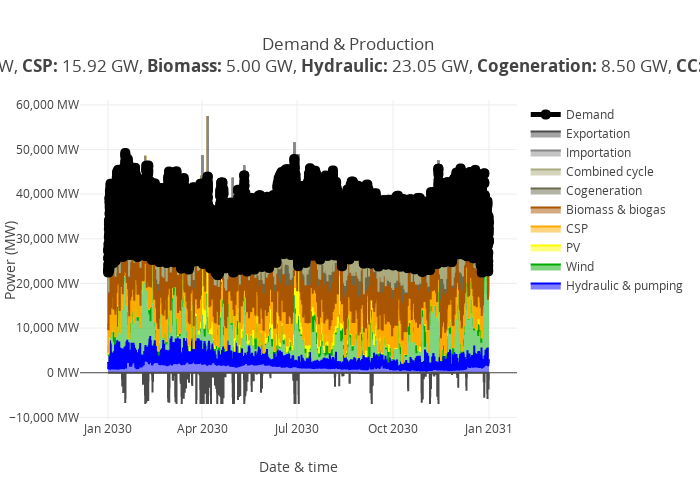 Demand & Production
W, CSP: 15.92 GW, Biomass: 5.00 GW, Hydraulic: 23.05 GW, Cogeneration: 8.50 GW, CC:
60,000 MW
50,000 MW
40,000 MW
30,000 MW
20,000 MW
10,000 MW
0 MW
−10,000 MW
Power (MW)
Jan 2030
Apr 2030
Jul 2030
Oct 2030
Jan 2031
Date & time
Demand
Exportation
Importation
Combined cycle
Cogeneration
Biomass & biogas
CSP
PV
Wind
Hydraulic & pumping